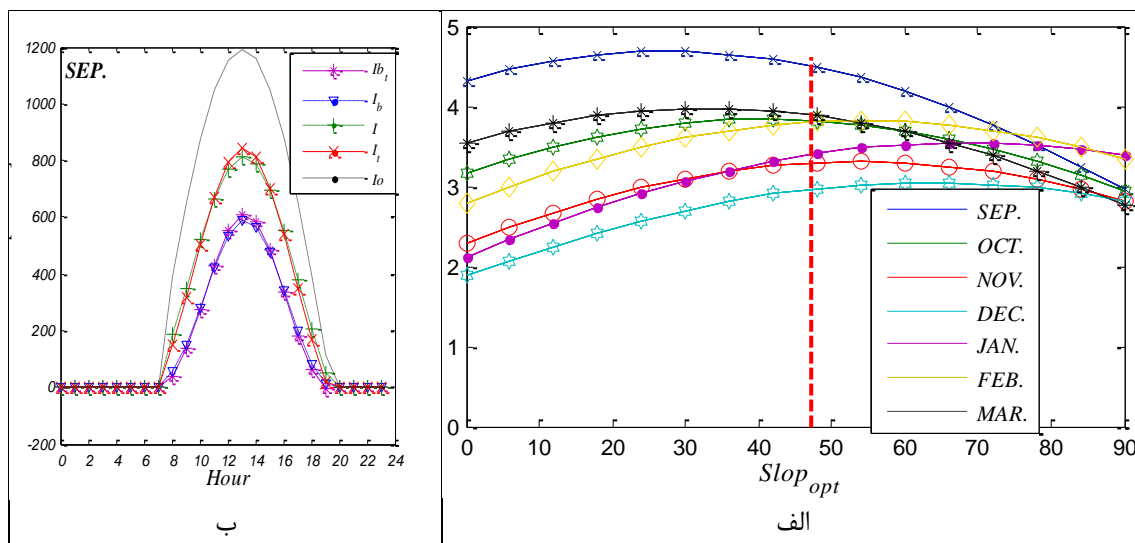 SEP.
1200
1000
800
600
400
200
0
-200
0 2 4 6 8 10 12 14 16 18 20 22 24
Hour
Ib_t
I_b
I
I_t
Io
ب
5
4
3
2
1
0
0 10 20 30 40 50 60 70 80 90
Slop_opt
SEP.
OCT.
NOV.
DEC.
JAN.
FEB.
MAR.
الف